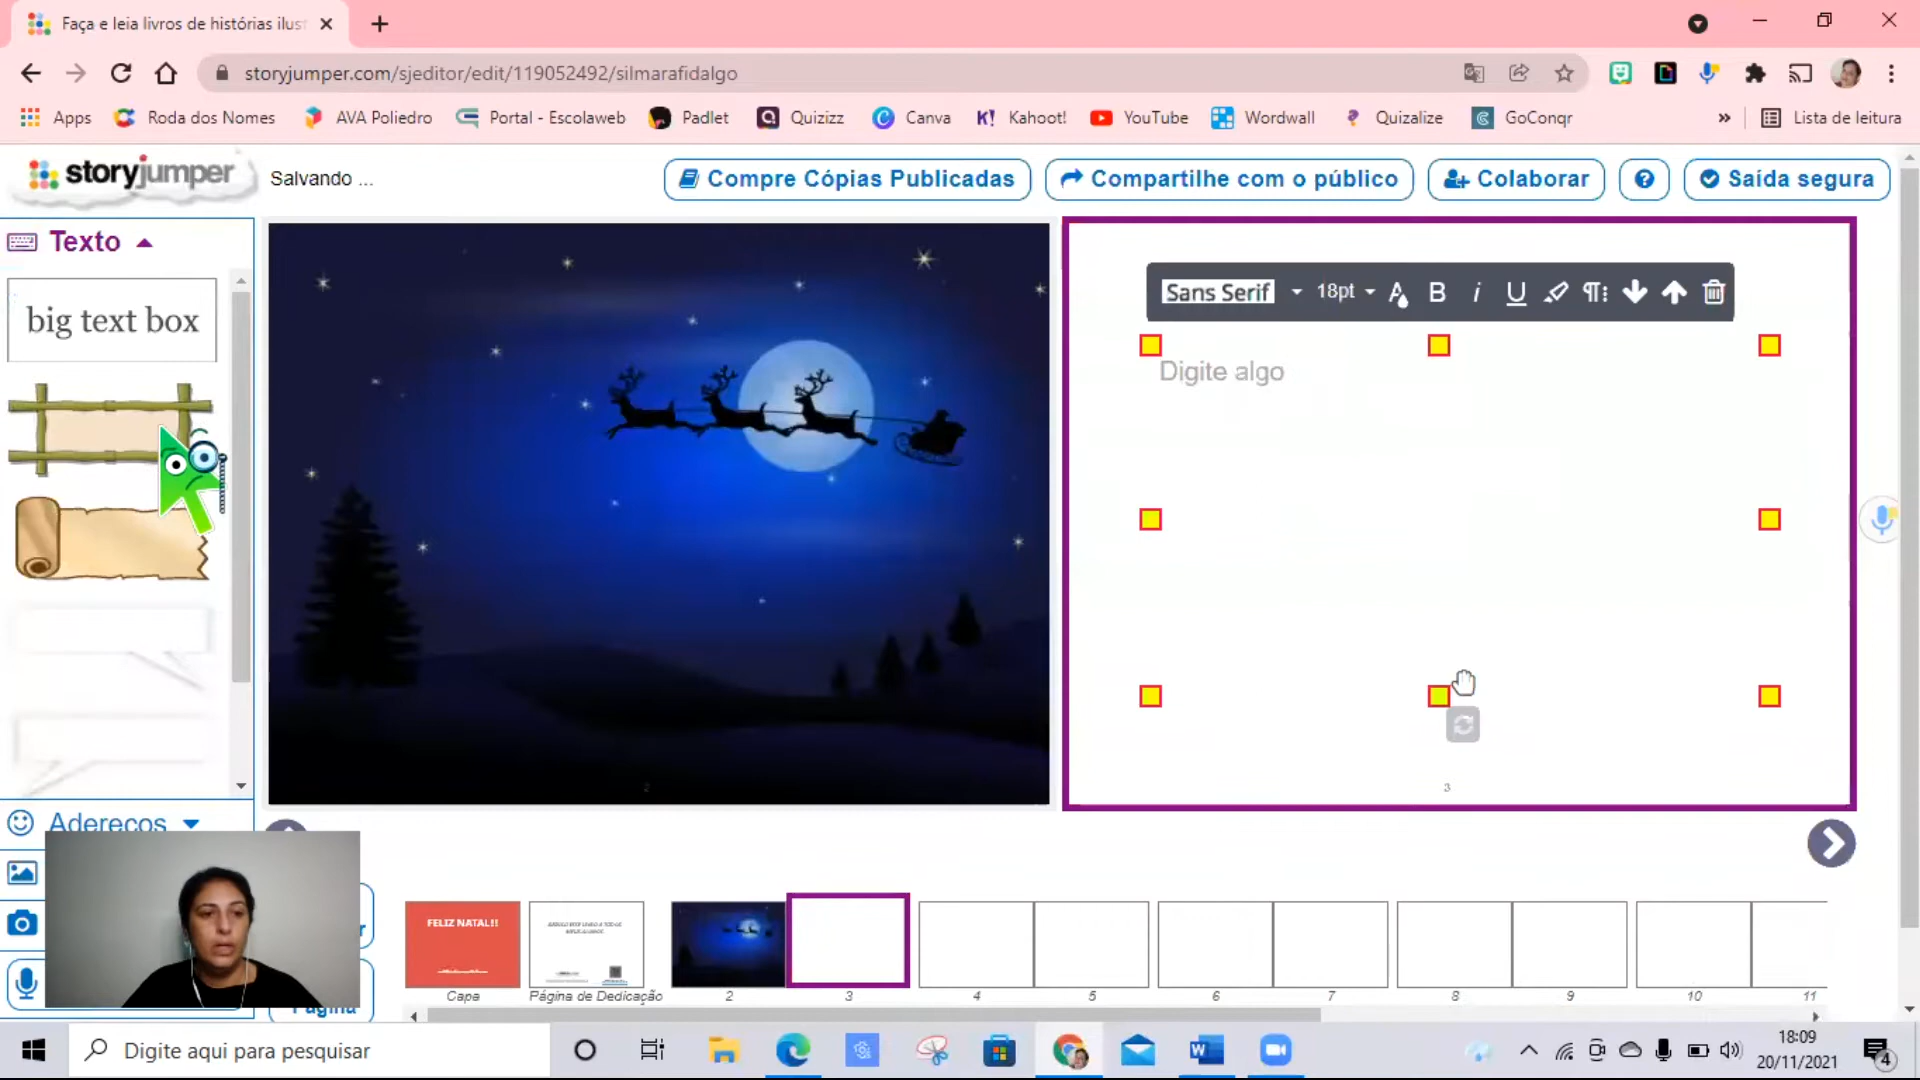 Faça e leia livros de histórias ilust
storyjumper.com/sjeditor/edit/119052492/silmarafidalgo
Apps
Roda dos Nomes
AVA Poliedro
Portal - Escolaweb
Padlet
Quizizz
Canva
Kahoot!
YouTube
Wordwall
Quizalize
GoConqr
Lista de leitura
storyjumper
Salvando ...
Compre Cópias Publicadas
Compartilhe com o público
Colaborar
Saída segura
Texto
big text box
Sans Serif
18pt
B
i
U
Digite algo
2
3
Adereços
Página
FELIZ NATAL!!
Capa
Página de Dedicação
2
3
4
5
6
7
8
9
10
11
Digite aqui para pesquisar
18:09
20/11/2021
4